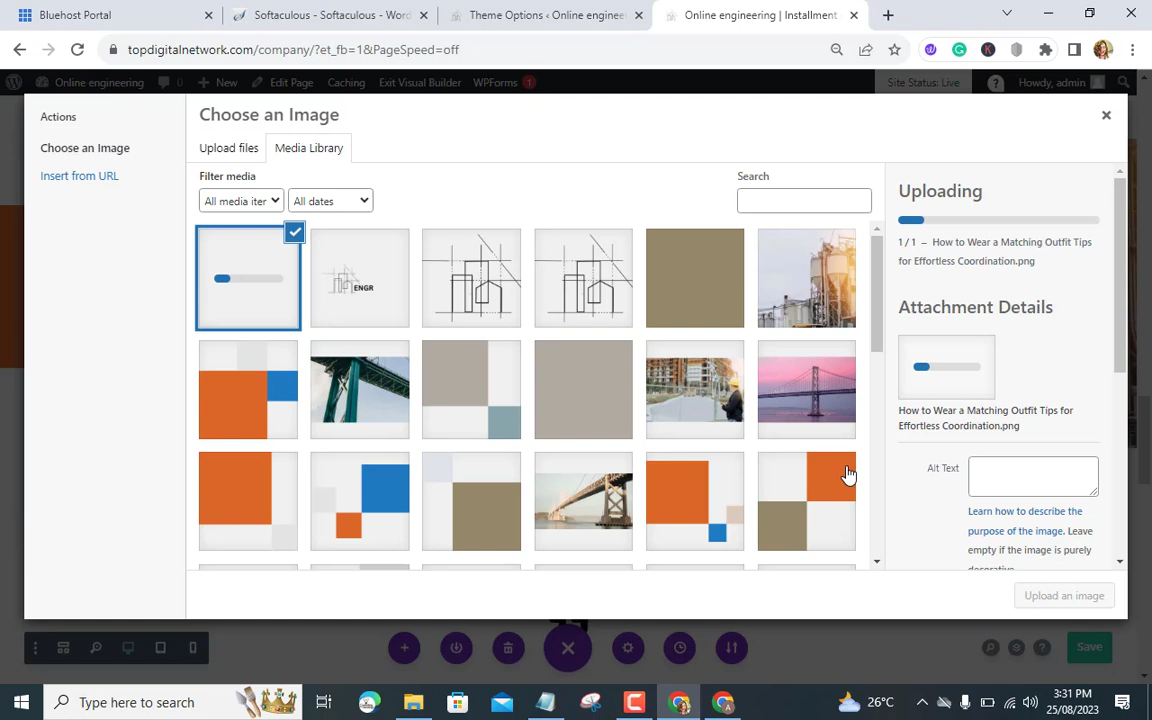 Bluehost Portal
Softaculous - Softaculous - Word
Theme Options ‹ Online engineer
Online engineering | Installment
topdigitalnetwork.com/company/?et_fb=1&PageSpeed=off
Online engineering
0
New
Edit Page
Caching
Exit Visual Builder
WPForms
1
Site Status: Live
Howdy, admin
Actions
Choose an Image
Insert from URL
Choose an Image
Upload files
Media Library
Filter media
All media iter
All dates
Search
ENGR
Uploading
1 / 1 – How to Wear a Matching Outfit Tips
for Effortless Coordination.png
Attachment Details
How to Wear a Matching Outfit Tips for
Effortless Coordination.png
Alt Text
Learn how to describe the
purpose of the image. Leave
empty if the image is purely
decorative.
Upload an image
Save
Type here to search
26°C
3:31 PM
25/08/2023